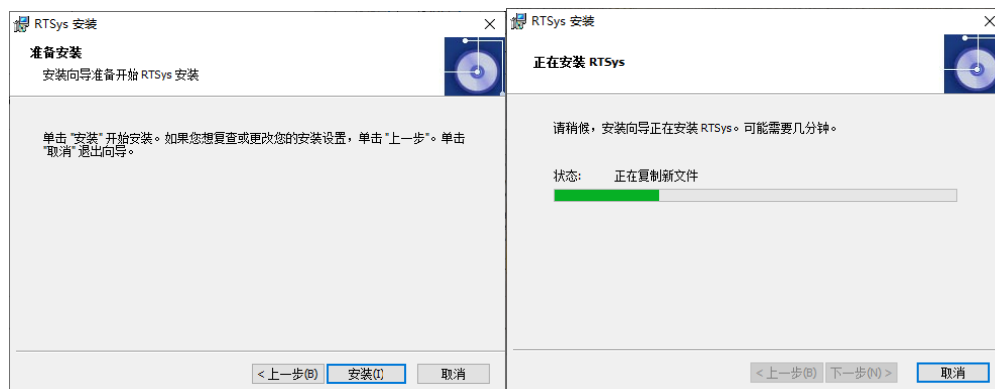 RTSys 安装
准备安装
安装向导准备开始 RTSys 安装
单击 "安装" 开始安装。如果您想复查或更改您的安装设置，单击 "上一步"。单击
"取消" 退出向导。
< 上一步(B)
安装(I)
取消
RTSys 安装
正在安装 RTSys
请稍候，安装向导正在安装 RTSys。可能需要几分钟。
状态:
正在复制新文件
< 上一步(B)
下一步(N) >
取消